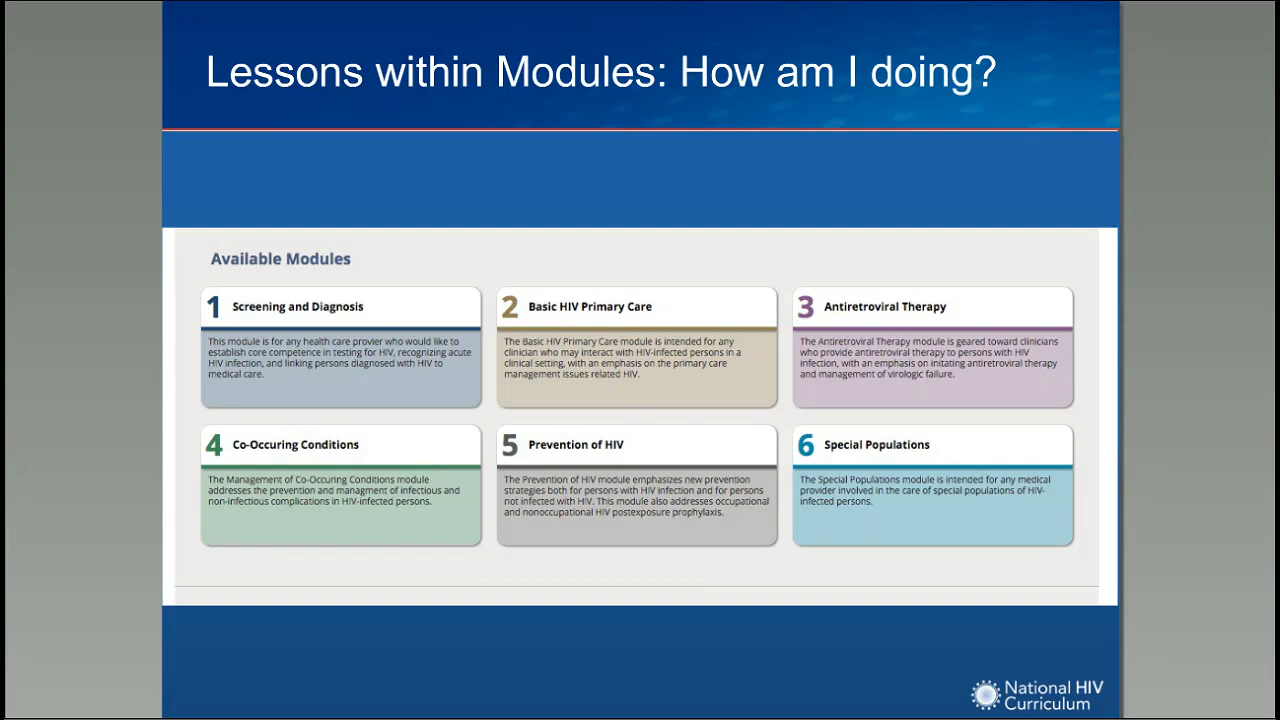 Lessons within Modules: How am I doing?
Available Modules
1 Screening and Diagnosis
This module is for any health care provier who would like to
establish core competence in testing for HIV, recognizing acute
HIV infection, and linking persons diagnosed with HIV to
medical care.
2 Basic HIV Primary Care
The Basic HIV Primary Care module is intended for any
clinician who may interact with HIV-infected persons in a
clinical setting, with an emphasis on the primary care
management issues related HIV.
3 Antiretroviral Therapy
The Antiretroviral Therapy module is geared toward clinicians
who provide antiretroviral therapy to persons with HIV
infection, with an emphasis on initating antiretroviral therapy
and management of virologic failure.
4 Co-Occuring Conditions
The Management of Co-Occuring Conditions module
addresses the prevention and managment of infectious and
non-infectious complications in HIV-infected persons.
5 Prevention of HIV
The Prevention of HIV module emphasizes new prevention
strategies both for persons with HIV infection and for persons
not infected with HIV. This module also addresses occupational
and nonoccupational HIV postexposure prophylaxis.
6 Special Populations
The Special Populations module is intended for any medical
provider involved in the care of special populations of HIV-
infected persons.
National HIV
Curriculum